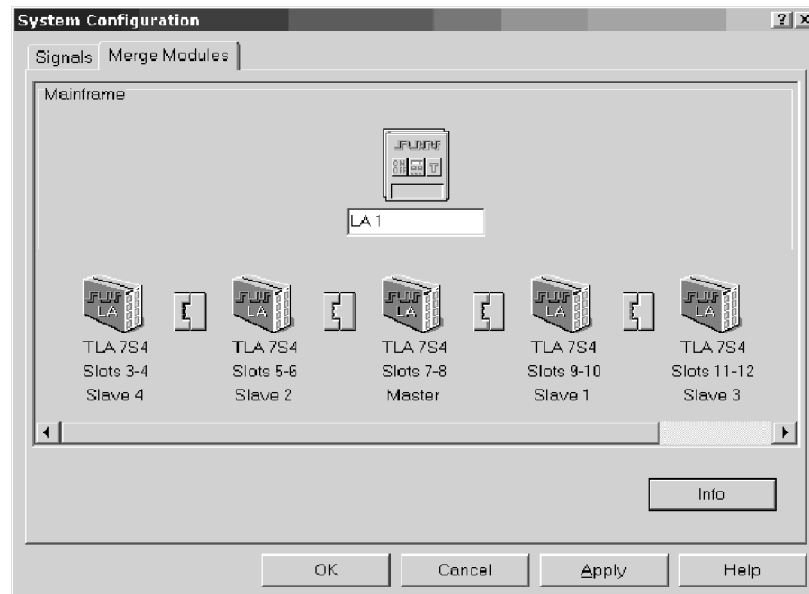 System Configuration
Signals Merge Modules
Mainframe
ON OFF T
LA 1
LA LA LA LA LA
TLA 7S4 TLA 7S4 TLA 7S4 TLA 7S4 TLA 7S4
Slots 3-4 Slots 5-6 Slots 7-8 Slots 9-10 Slots 11-12
Slave 4 Slave 2 Master Slave 1 Slave 3
Info
OK Cancel Apply Help